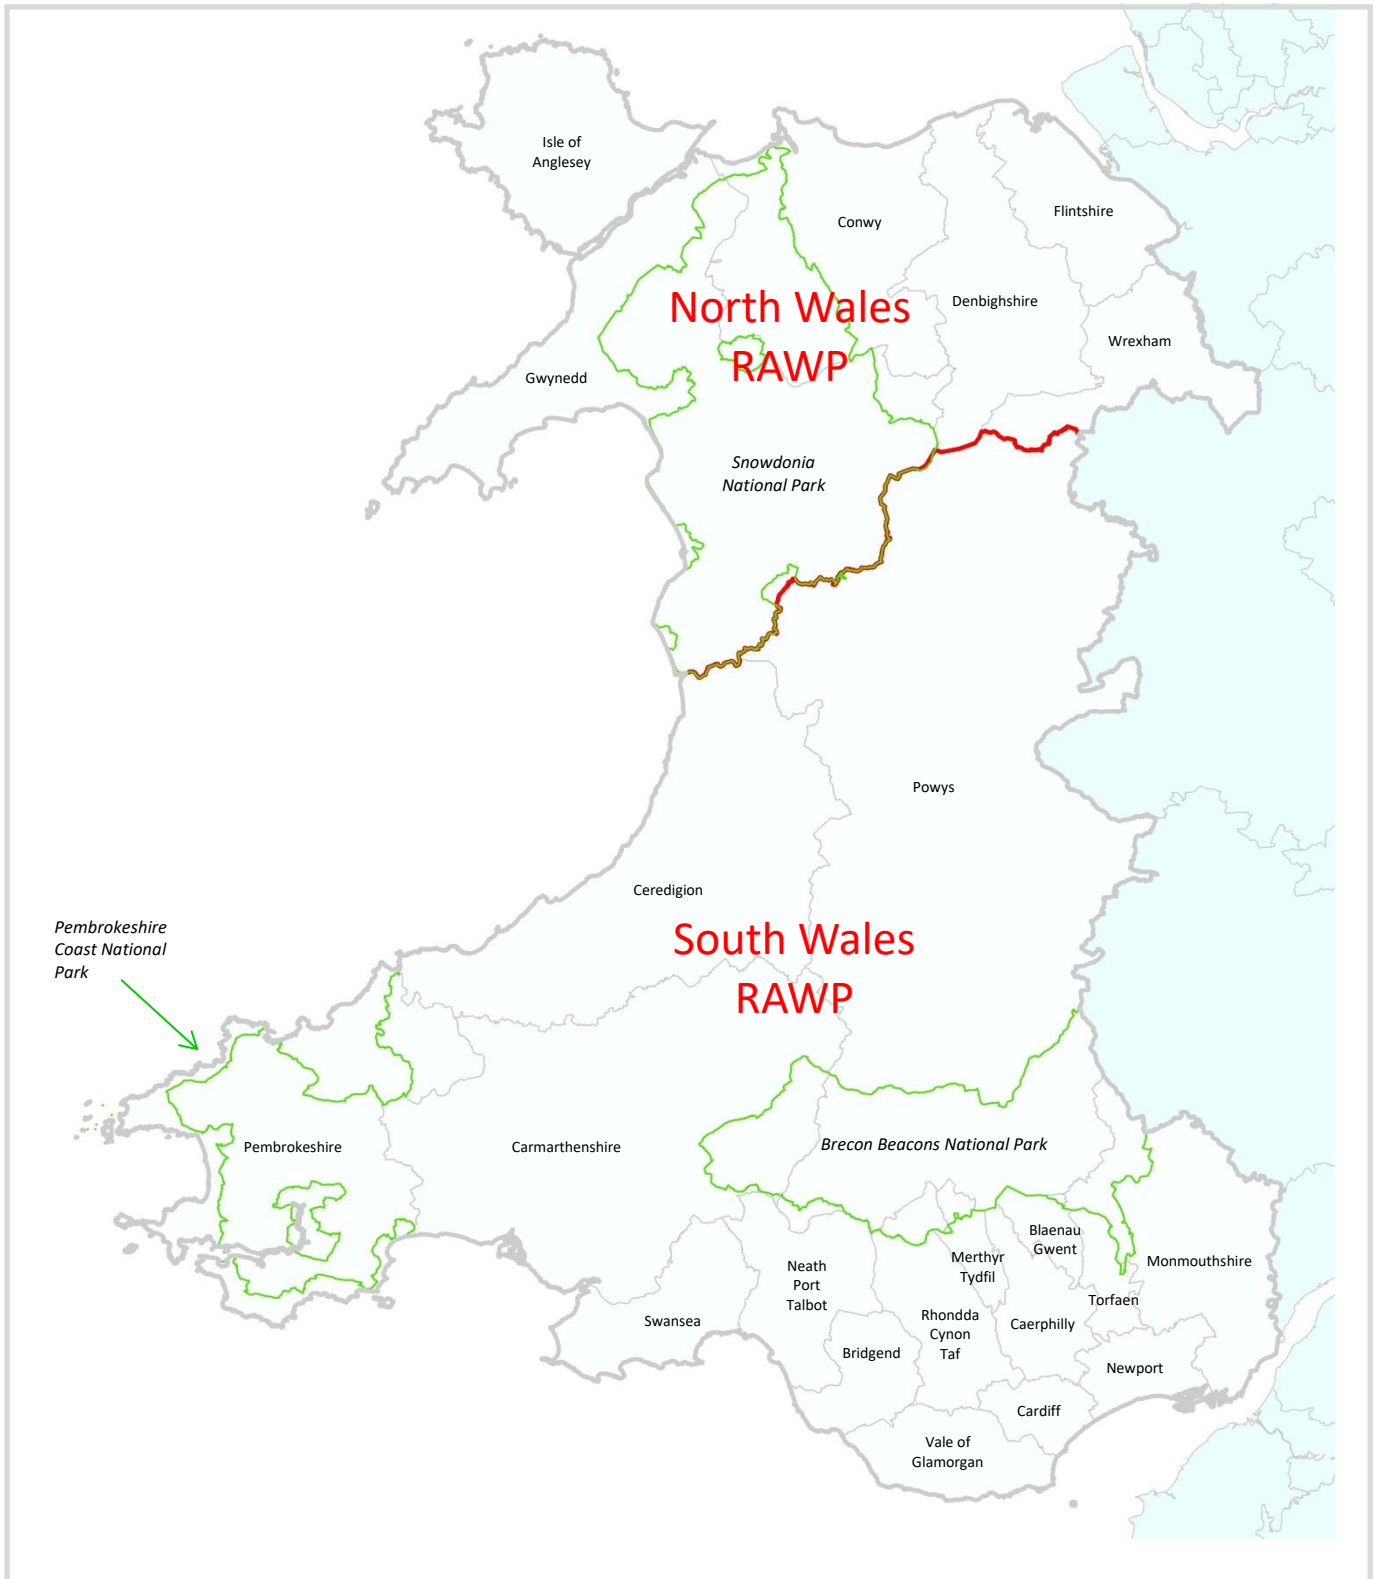 Isle of
Anglesey
Conwy
Flintshire
Denbighshire
North Wales
RAWP
Wrexham
Gwynedd
Snowdonia
National Park
Powys
Ceredigion
South Wales
RAWP
Pembrokeshire
Coast National
Park
Pembrokeshire
Carmarthenshire
Brecon Beacons National Park
Blaenau
Gwent
Merthyr
Tydfil
Monmouthshire
Neath
Port
Talbot
Torfaen
Swansea
Rhondda
Cynon
Taf
Caerphilly
Bridgend
Newport
Cardiff
Vale of
Glamorgan